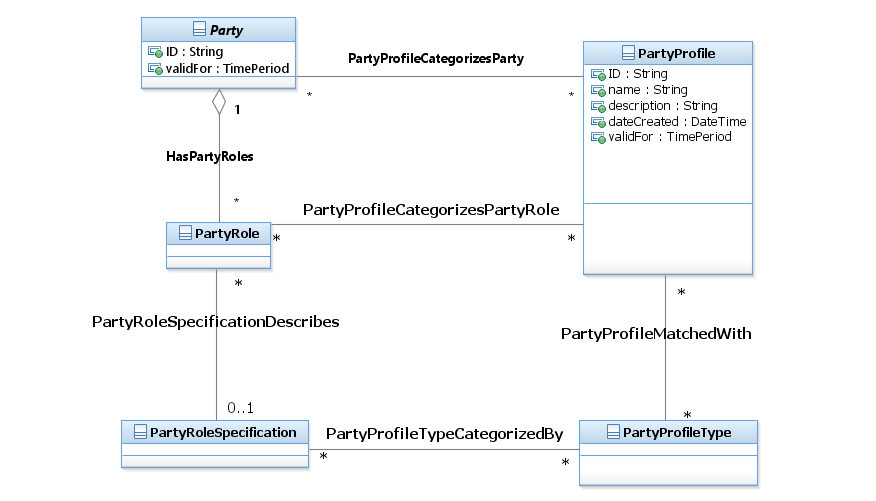 Party
ID : String
validFor : TimePeriod
PartyProfileCategorizesParty
*
*
PartyProfile
ID : String
name : String
description : String
dateCreated : DateTime
validFor : TimePeriod
1
HasPartyRoles
*
PartyProfileCategorizesPartyRole
PartyRole
*
*
*
*
PartyRoleSpecificationDescribes
PartyProfileMatchedWith
0..1
*
PartyRoleSpecification
PartyProfileTypeCategorizedBy
PartyProfileType
*
*